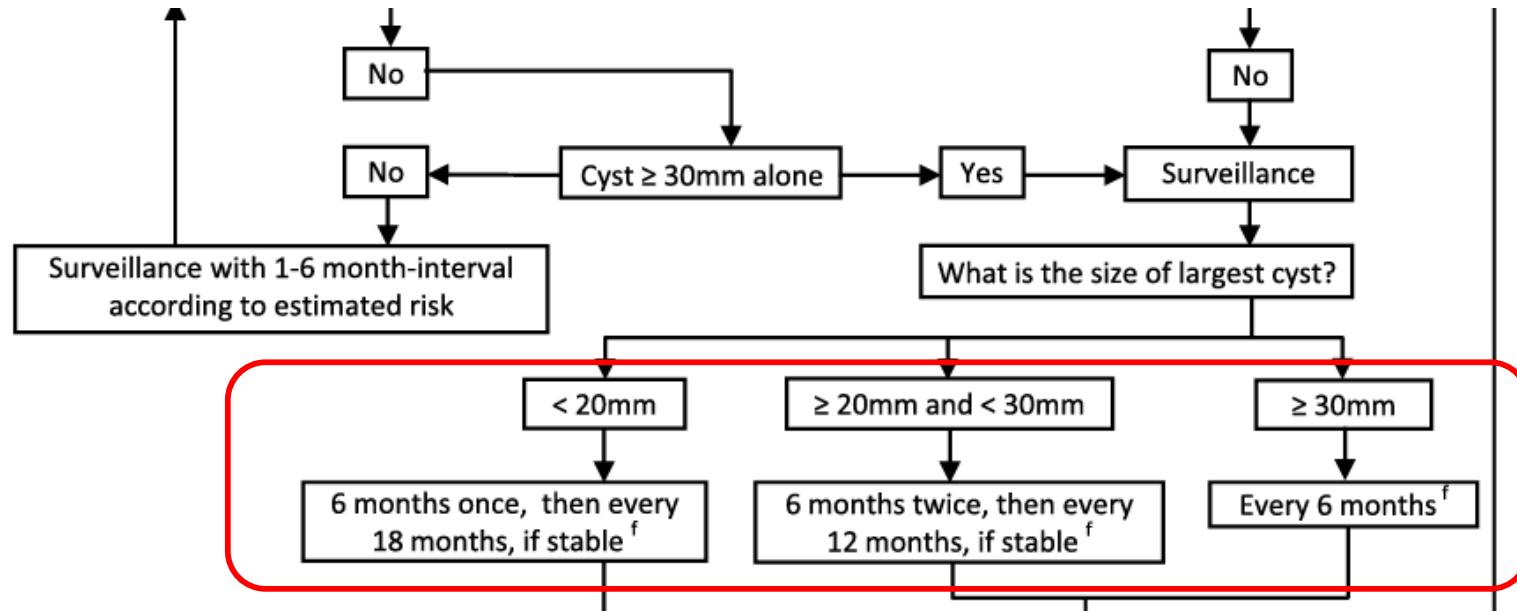 No
No
No
Cyst ≥ 30mm alone
Yes
Surveillance
Surveillance with 1-6 month-interval
according to estimated risk
What is the size of largest cyst?
< 20mm
≥ 20mm and < 30mm
≥ 30mm
6 months once, then every
18 months, if stable f
6 months twice, then every
12 months, if stable f
Every 6 months f